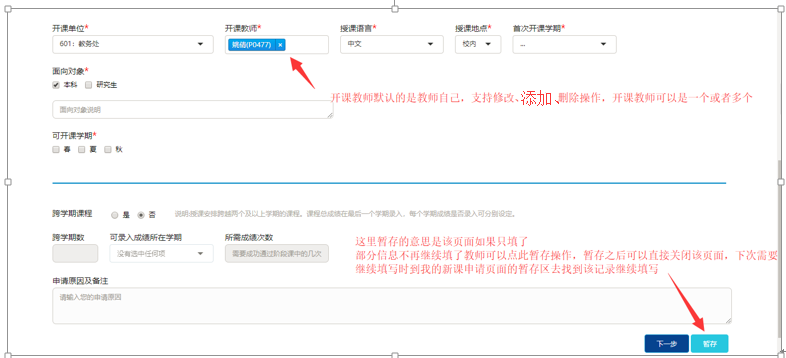 开课单位* 开课教师* 授课语言* 授课地点* 首次开课学期*
601：教务处 姚倩(P0477) × 中文 校内 ...
面向对象*
本科 研究生
开课教师默认的是教师自己，支持修改、添加、删除操作，开课教师可以是一个或者多个
面向对象说明
可开课学期*
春 夏 秋
跨学期课程 是 否 说明:授课安排跨越两个及以上学期的课程。课程总成绩在最后一个学期录入，每个学期成绩是否录入可分别设定。
跨学期数 可录入成绩所在学期 所需成绩次数
没有选中任何项 需要成功通过阶段课中的几次
这里暂存的意思是该页面如果只填了
部分信息不再继续填了教师可以点此暂存操作，暂存之后可以直接关闭该页面，下次需要
继续填写时到我的新课申请页面的暂存区去找到该记录继续填写
申请原因及备注
请输入您的申请原因
下一步 暂存